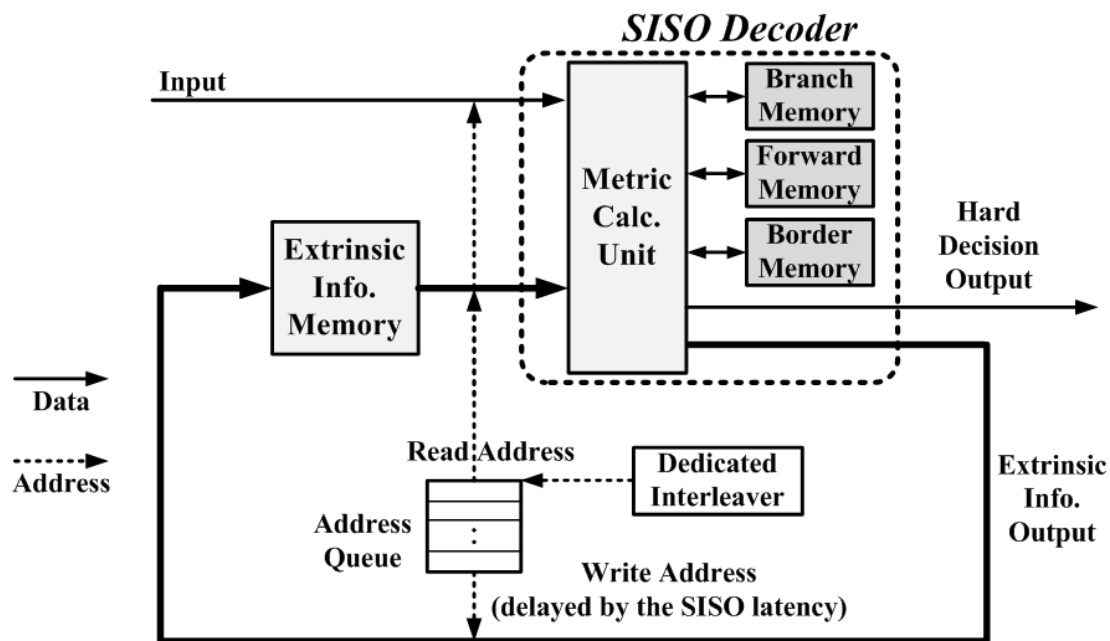 SISO Decoder
Input
Branch
Memory
Forward
Memory
Border
Memory
Metric
Calc.
Unit
Hard
Decision
Output
Extrinsic
Info.
Memory
Data
Address
Read Address
Dedicated
Interleaver
Address
Queue
Extrinsic
Info.
Output
Write Address
(delayed by the SISO latency)